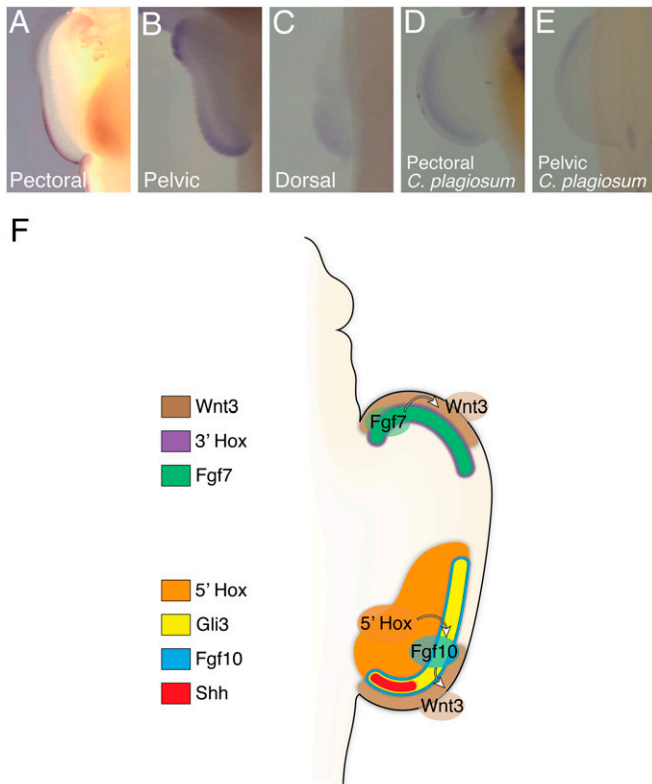 A
B
C
D
E
Pectoral
Pelvic
Dorsal
Pectoral
C. plagiosum
Pelvic
C. plagiosum
F
Wnt3
3' Hox
Fgf7
Fgf7
Wnt3
5' Hox
Gli3
Fgf10
Shh
5' Hox
Fgf10
Wnt3